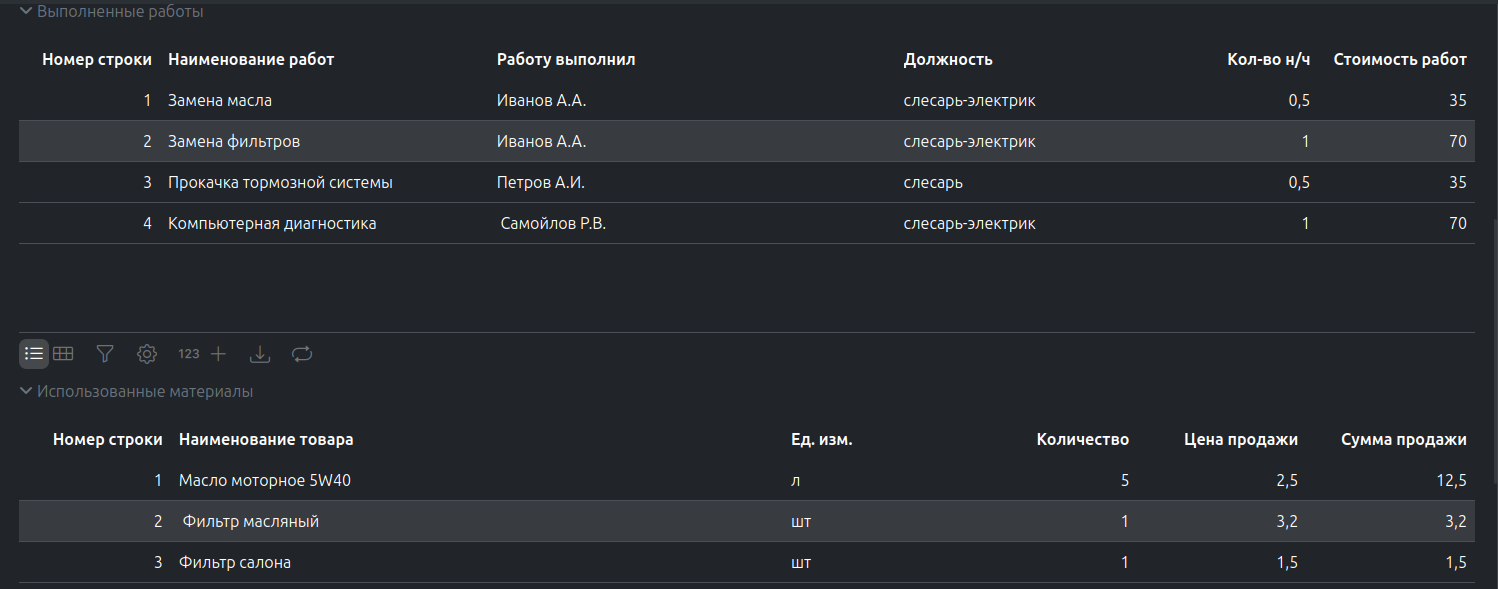 Выполненные работы
Номер строки Наименование работ Работу выполнил Должность Кол-во н/ч Стоимость работ
1 Замена масла Иванов А.А. слесарь-электрик 0,5 35
2 Замена фильтров Иванов А.А. слесарь-электрик 1 70
3 Прокачка тормозной системы Петров А.И. слесарь 0,5 35
4 Компьютерная диагностика Самойлов Р.В. слесарь-электрик 1 70
123
Использованные материалы
Номер строки Наименование товара Ед. изм. Количество Цена продажи Сумма продажи
1 Масло моторное 5W40 л 5 2,5 12,5
2 Фильтр масляный шт 1 3,2 3,2
3 Фильтр салона шт 1 1,5 1,5